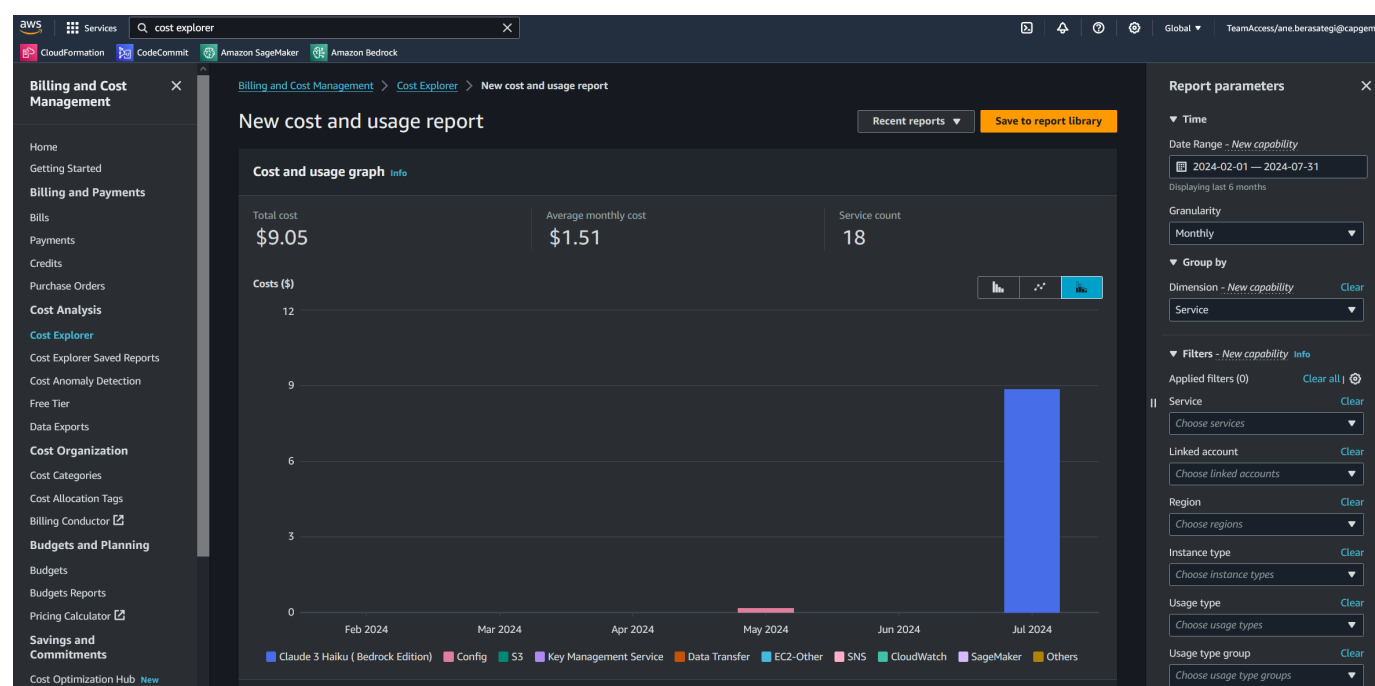 aws Services cost explorer Global ▼ TeamAccess/ane.berasategi@capgem
CloudFormation CodeCommit Amazon SageMaker Amazon Bedrock
Billing and Cost
Management
Home
Getting Started
Billing and Payments
Bills
Payments
Credits
Purchase Orders
Cost Analysis
Cost Explorer
Cost Explorer Saved Reports
Cost Anomaly Detection
Free Tier
Data Exports
Cost Organization
Cost Categories
Cost Allocation Tags
Billing Conductor
Budgets and Planning
Budgets
Budgets Reports
Pricing Calculator
Savings and
Commitments
Cost Optimization Hub New
Billing and Cost Management > Cost Explorer > New cost and usage report
New cost and usage report
Recent reports ▼ Save to report library
Cost and usage graph Info
Total cost
$9.05
Average monthly cost
$1.51
Service count
18
Costs ($)
12
9
6
3
0
Feb 2024 Mar 2024 Apr 2024 May 2024 Jun 2024 Jul 2024
Claude 3 Haiku ( Bedrock Edition) Config S3 Key Management Service Data Transfer EC2-Other SNS CloudWatch SageMaker Others
Report parameters
▼ Time
Date Range - New capability
2024-02-01 — 2024-07-31
Displaying last 6 months
Granularity
Monthly
▼ Group by
Dimension - New capability Clear
Service
▼ Filters - New capability Info
Applied filters (0) Clear all |
Service Clear
Choose services
Linked account Clear
Choose linked accounts
Region Clear
Choose regions
Instance type Clear
Choose instance types
Usage type Clear
Choose usage types
Usage type group Clear
Choose usage type groups